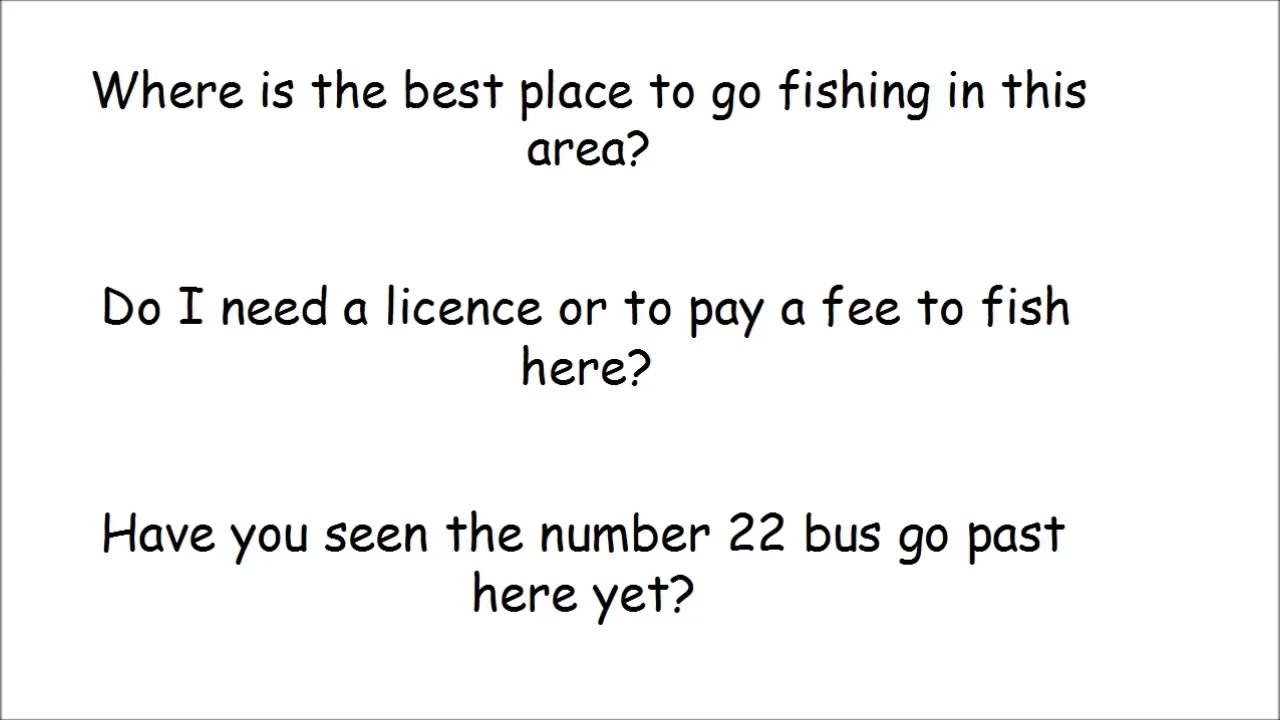 Where is the best place to go fishing in this
area?
Do I need a licence or to pay a fee to fish
here?
Have you seen the number 22 bus go past
here yet?